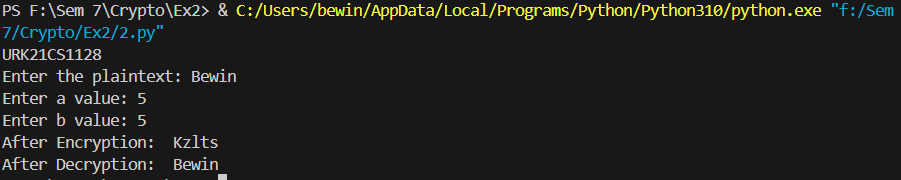 PS F:\Sem 7\Crypto\Ex2> & C:/Users/bewin/AppData/Local/Programs/Python/Python310/python.exe "f:/Sem
7/Crypto/Ex2/2.py"
URK21CS1128
Enter the plaintext: Bewin
Enter a value: 5
Enter b value: 5
After Encryption:  Kzlts
After Decryption:  Bewin